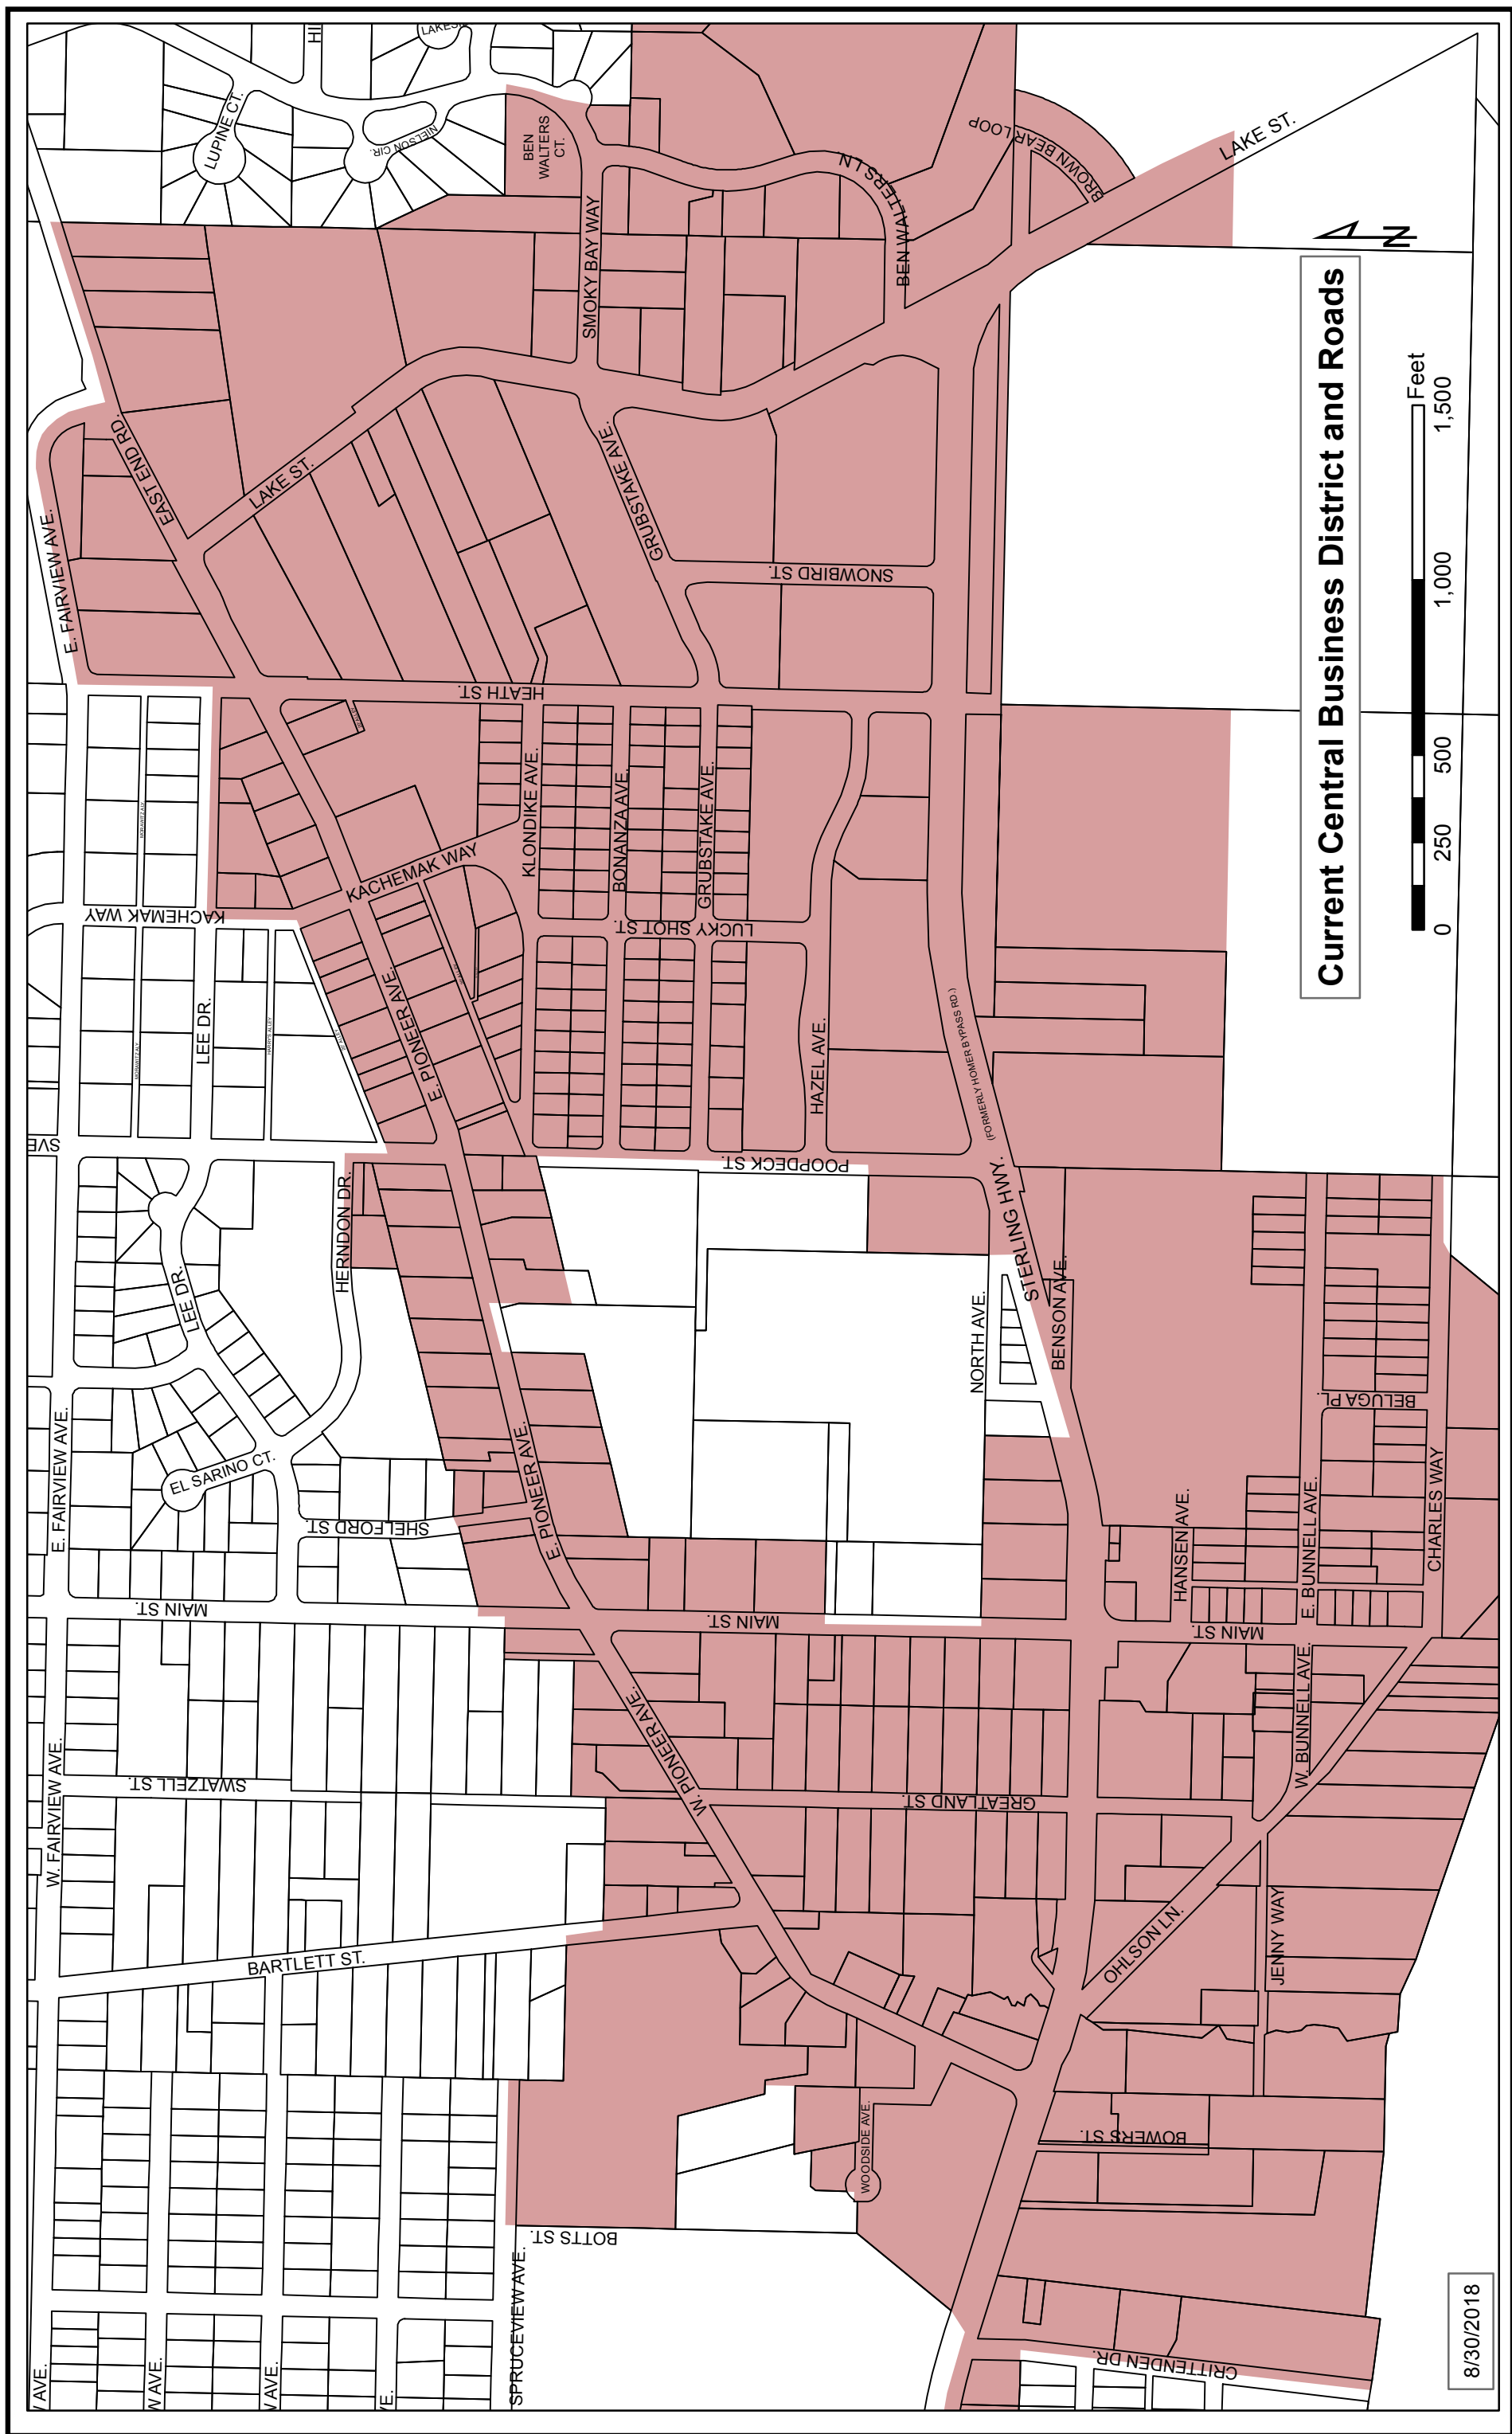 W. FAIRVIEW AVE.
E. FAIRVIEW AVE.
E. FAIRVIEW AVE.
SVE
HI
LAKES
LUPINE CT.
NIELSON CIR.
BEN
WALTERS
CT.
EAST END RD.
LAKE ST.
SMOKY BAY WAY
BEN WALTERS LN
BROWN BEAR LOOP
LAKE ST.
GRUBSTAKE AVE.
SNOWBIRD ST.
HEATH ST.
KACHEMAK WAY
KACHEMAK WAY
KLONDIKE AVE.
BONANZA AVE.
GRUBSTAKE AVE.
LUCKY SHOT ST.
HAZEL AVE.
POOPDECK ST.
LEE DR.
LEE DR.
HERNDON DR.
EL SARINO CT.
SHELFORD ST.
MAIN ST.
E. PIONEER AVE.
E. PIONEER AVE.
W. PIONEER AVE.
MAIN ST.
MAIN ST.
STERLING HWY.
(FORMERLY HOMER BYPASS RD.)
NORTH AVE.
BENSON AVE.
HANSEN AVE.
E. BUNNELL AVE.
W. BUNNELL AVE.
BELUGA PL.
CHARLES WAY
SWATZELL ST.
BARTLETT ST.
GREATLAND ST.
OHLSON LN.
JENNY WAY
BOWERS ST.
WOODSIDE AVE.
BOTTS ST.
SPRUCEVIEW AVE.
CRITTENDEN DR.
AVE.
W AVE.
AVE.
E.
N
Current Central Business District and Roads
Feet
0 250 500 1,000 1,500
8/30/2018